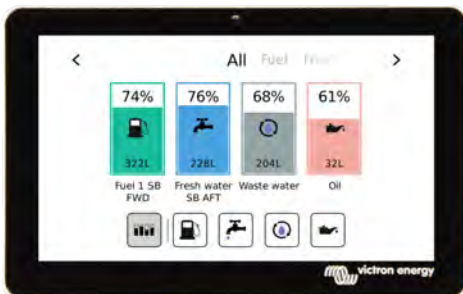 All Fuel
74% 76% 68% 61%
322L 228L 204L 32L
Fuel 1 SB Fresh water Waste water Oil
FWD SB AFT
victron energy